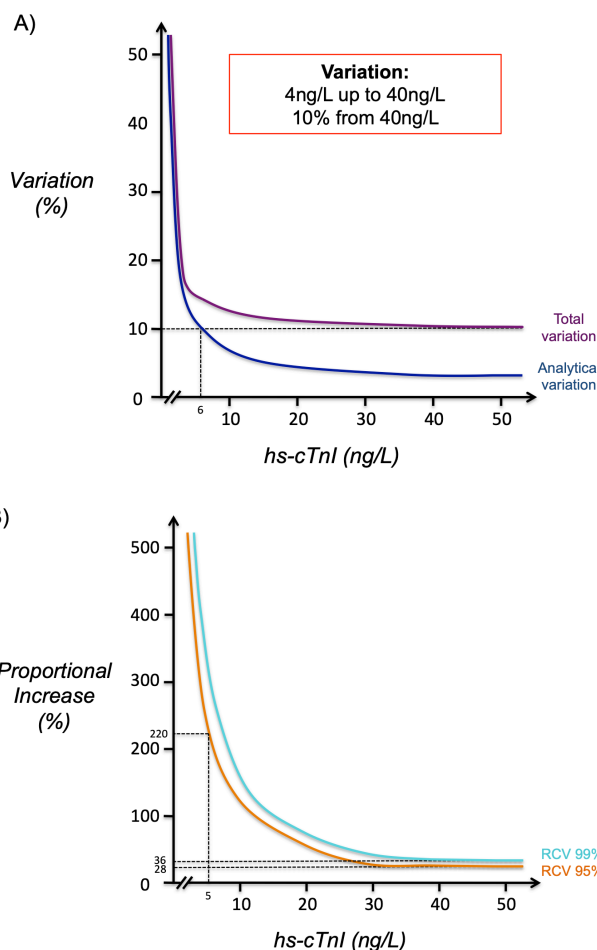 A)
50
40
30
20
10
0
Variation
(%)
Variation:
4ng/L up to 40ng/L
10% from 40ng/L
Total
variation
Analytica
variation
6
10
20
30
40
50
hs-cTnI (ng/L)
)
500
400
300
220
200
100
36
28
0
Proportional
Increase
(%)
RCV 99%
RCV 95%
5
10
20
30
40
50
hs-cTnI (ng/L)